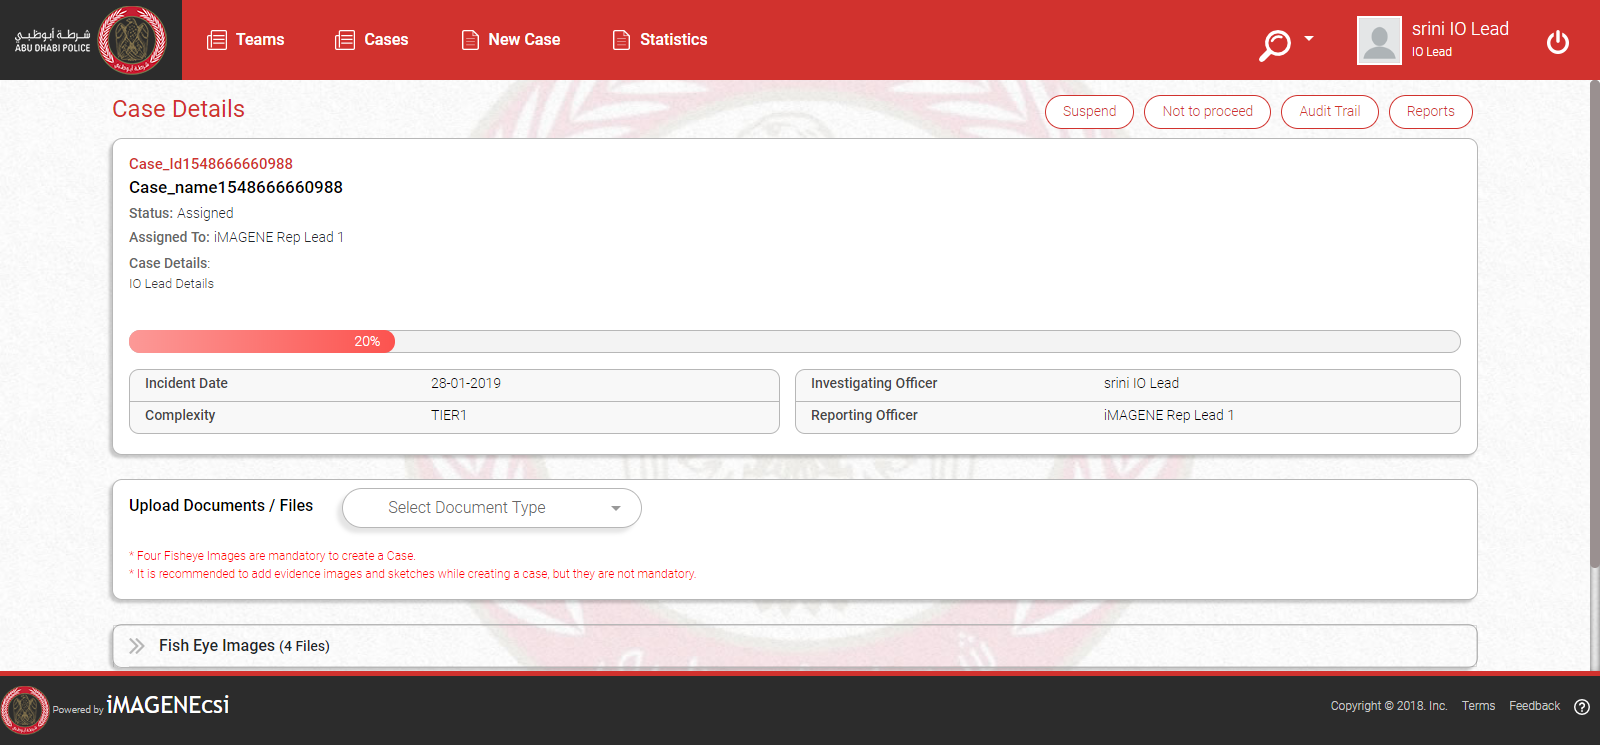 شرطة أبوظبي
ABU DHABI POLICE
Teams
Cases
New Case
Statistics
srini IO Lead
IO Lead
Case Details
Suspend
Not to proceed
Audit Trail
Reports
Case_Id1548666660988
Case_name1548666660988
Status: Assigned
Assigned To: iMAGENE Rep Lead 1
Case Details:
IO Lead Details
20%
Incident Date 28-01-2019
Complexity TIER1
Investigating Officer srini IO Lead
Reporting Officer iMAGENE Rep Lead 1
Upload Documents / Files
Select Document Type
* Four Fisheye Images are mandatory to create a Case.
* It is recommended to add evidence images and sketches while creating a case, but they are not mandatory.
Fish Eye Images (4 Files)
Powered by iMAGENEcsi
Copyright © 2018. Inc.
Terms
Feedback
?